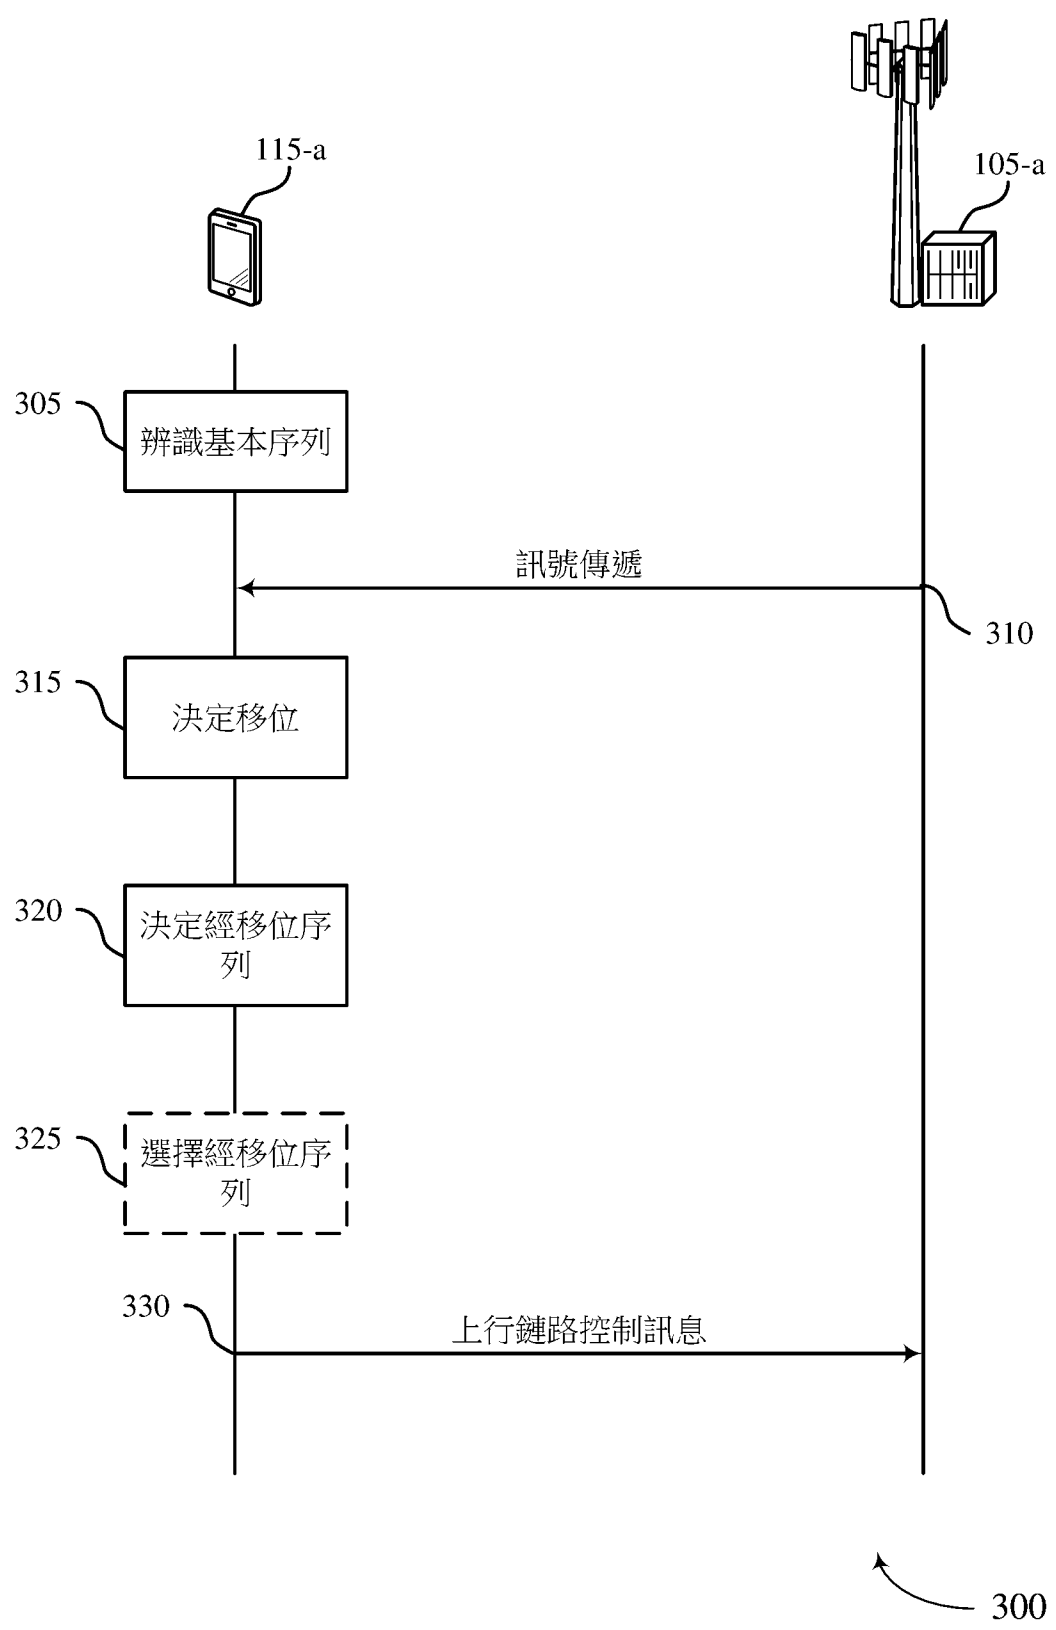 115-a
105-a
305
辨識基本序列
訊號傳遞
310
315
決定移位
320
決定經移位序
列
325
選擇經移位序
列
330
上行鏈路控制訊息
300